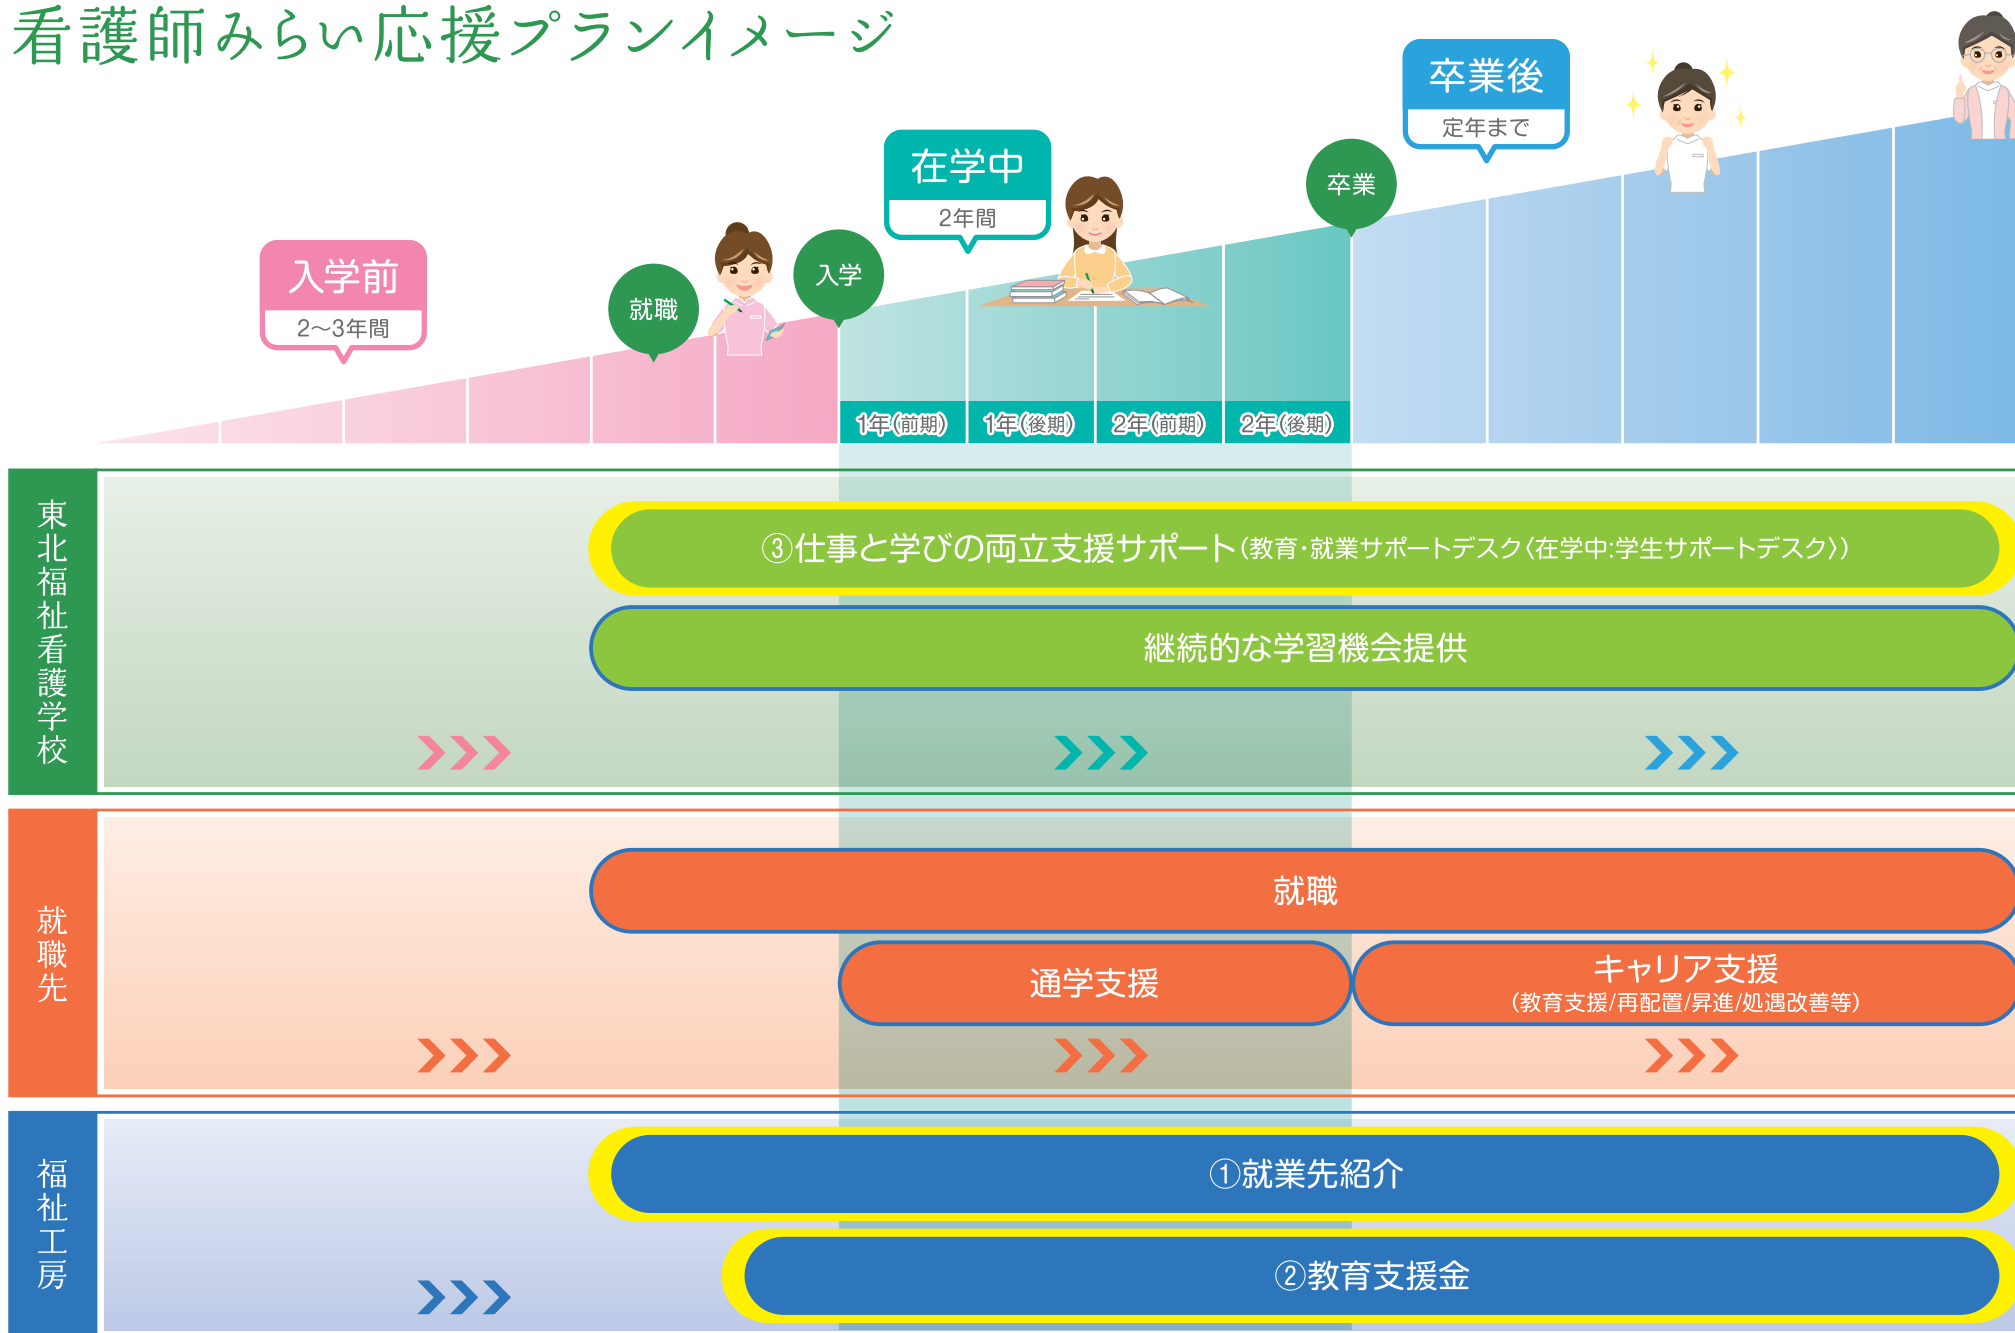 看護師みらい応援プランイメージ
卒業後
定年まで
在学中
2年間
卒業
入学前
2〜3年間
就職
入学
1年(前期)
1年(後期)
2年(前期)
2年(後期)
東北福祉看護学校
③仕事と学びの両立支援サポート(教育・就業サポートデスク〈在学中:学生サポートデスク〉)
継続的な学習機会提供
就職先
就職
通学支援
キャリア支援
(教育支援/再配置/昇進/処遇改善等)
福祉工房
①就業先紹介
②教育支援金